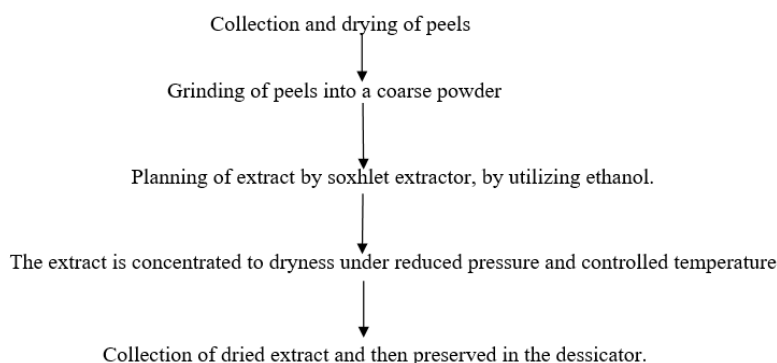 Collection and drying of peels
Grinding of peels into a coarse powder
Planning of extract by soxhlet extractor, by utilizing ethanol.
The extract is concentrated to dryness under reduced pressure and controlled temperature
Collection of dried extract and then preserved in the dessicator.